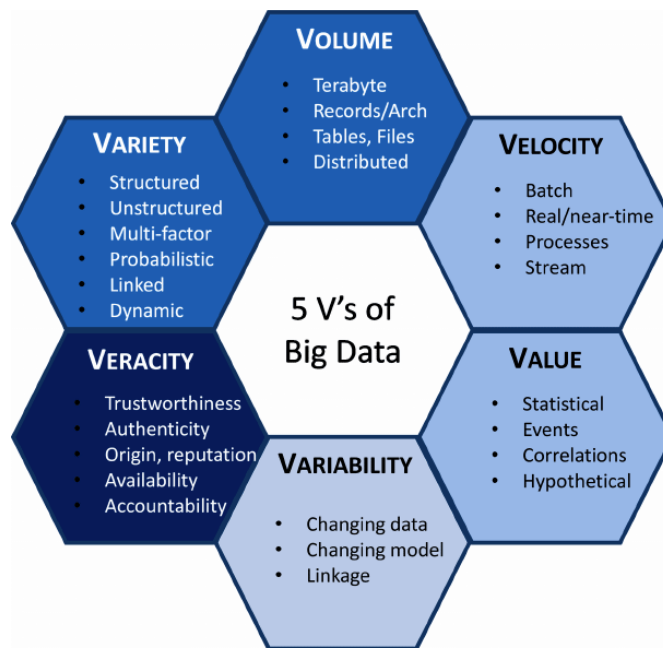 VOLUME
• Terabyte
• Records/Arch
• Tables, Files
• Distributed
VARIETY
• Structured
• Unstructured
• Multi-factor
• Probabilistic
• Linked
• Dynamic
VELOCITY
• Batch
• Real/near-time
• Processes
• Stream
5 V's of
Big Data
VERACITY
• Trustworthiness
• Authenticity
• Origin, reputation
• Availability
• Accountability
VALUE
• Statistical
• Events
• Correlations
• Hypothetical
VARIABILITY
• Changing data
• Changing model
• Linkage